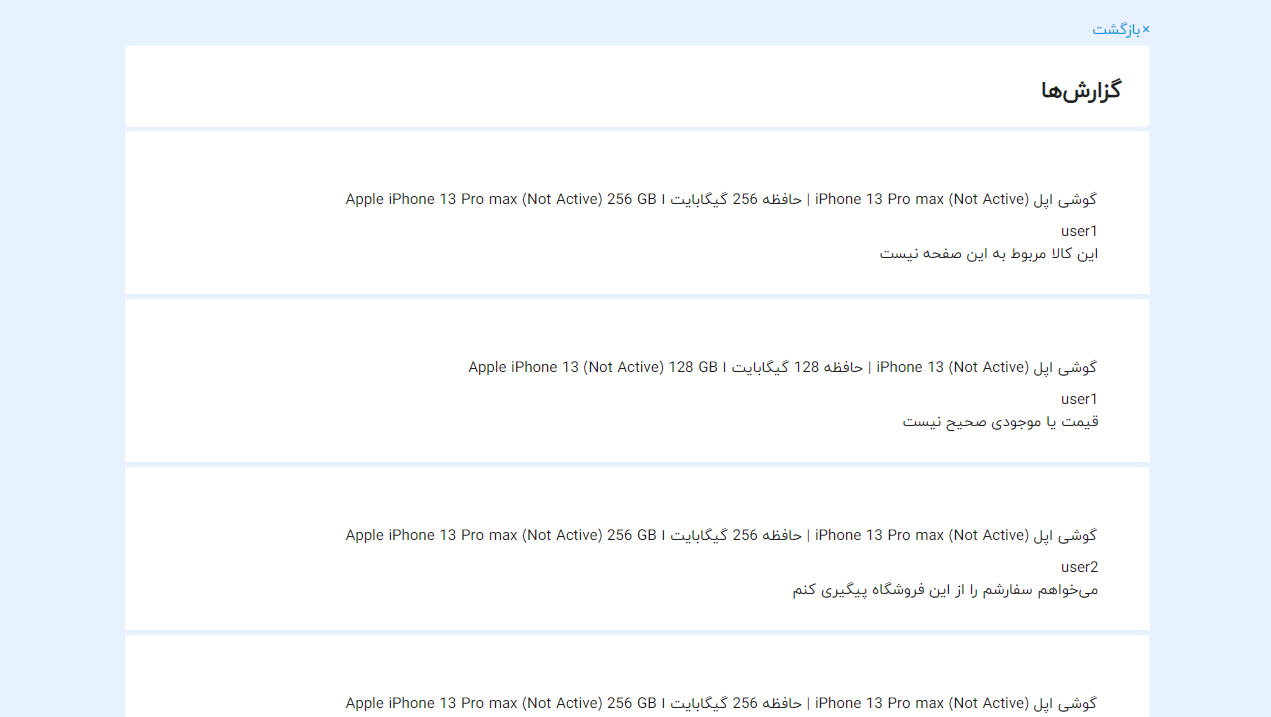 ×بازگشت
گزارش‌ها
گوشی اپل iPhone 13 Pro max (Not Active) | حافظه 256 گیگابایت ا Apple iPhone 13 Pro max (Not Active) 256 GB
user1
این کالا مربوط به این صفحه نیست
گوشی اپل iPhone 13 (Not Active) | حافظه 128 گیگابایت ا Apple iPhone 13 (Not Active) 128 GB
user1
قیمت یا موجودی صحیح نیست
گوشی اپل iPhone 13 Pro max (Not Active) | حافظه 256 گیگابایت ا Apple iPhone 13 Pro max (Not Active) 256 GB
user2
می‌خواهم سفارشم را از این فروشگاه پیگیری کنم
گوشی اپل iPhone 13 Pro max (Not Active) | حافظه 256 گیگابایت ا Apple iPhone 13 Pro max (Not Active) 256 GB